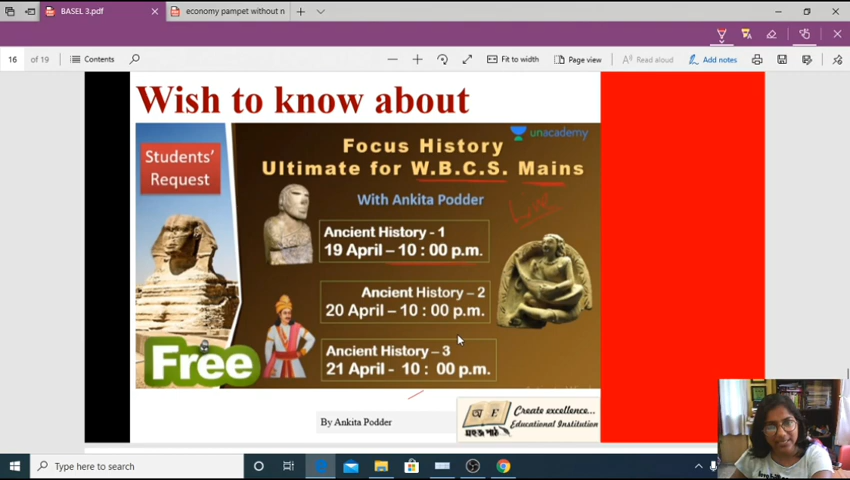 BASEL 3.pdf
economy pampet without n
16 of 19
Contents
Fit to width
Page view
Read aloud
Add notes
Wish to know about
unacademy
Students'
Request
Focus History
Ultimate for W.B.C.S. Mains
With Ankita Podder
Live
Ancient History - 1
19 April – 10 : 00 p.m.
Ancient History – 2
20 April – 10 : 00 p.m.
Ancient History – 3
21 April - 10 : 00 p.m.
Free
By Ankita Podder
Create excellence...
Educational Institution
Type here to search